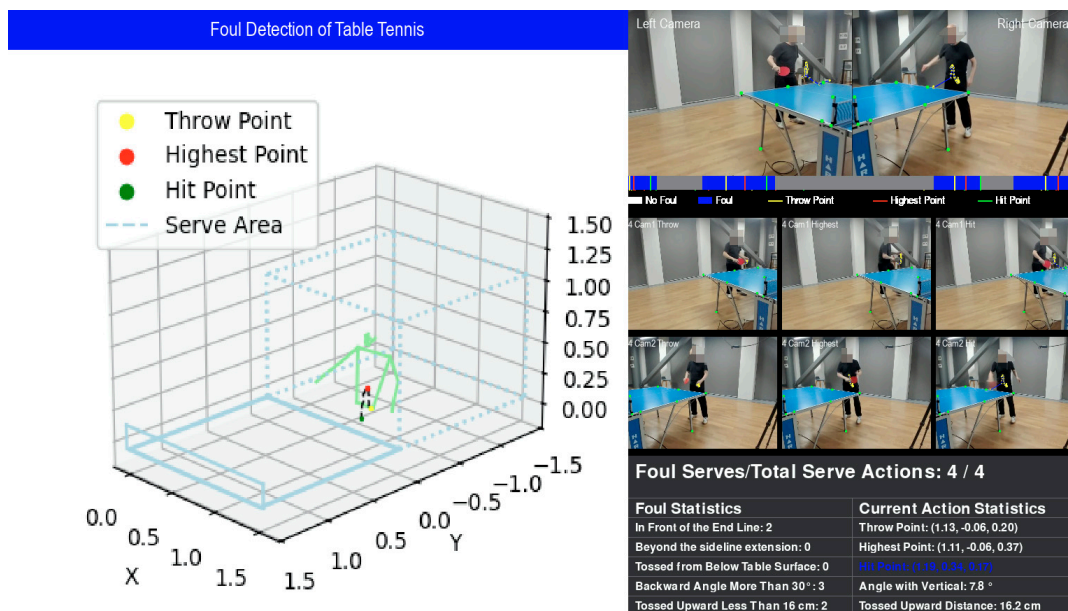 Foul Detection of Table Tennis
Throw Point
Highest Point
Hit Point
Serve Area
1.50
1.25
1.00
0.75
0.50
0.25
0.00
−1.5
−1.0
−0.5
0.0
0.5
1.0
1.5
Y
0.0
0.5
1.0
1.5
X
Left Camera
Right Camera
HAR
No Foul
Foul
Throw Point
Highest Point
Hit Point
4 Cam1 Throw
4 Cam1 Highest
4 Cam1 Hit
4 Cam2 Throw
4 Cam2 Highest
4 Cam2 Hit
Foul Serves/Total Serve Actions: 4 / 4
Foul Statistics
In Front of the End Line: 2
Beyond the sideline extension: 0
Tossed from Below Table Surface: 0
Backward Angle More Than 30°: 3
Tossed Upward Less Than 16 cm: 2
Current Action Statistics
Throw Point: (1.13, -0.06, 0.20)
Highest Point: (1.11, -0.06, 0.37)
Hit Point:
Angle with Vertical: 7.8 °
Tossed Upward Distance: 16.2 cm